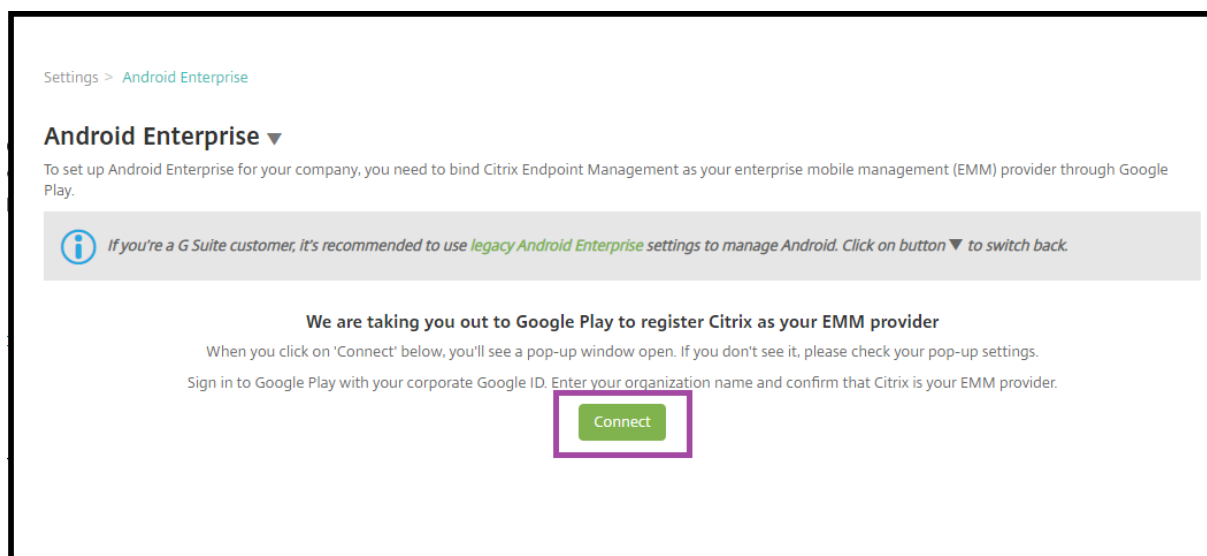 Settings > Android Enterprise
Android Enterprise ▼
To set up Android Enterprise for your company, you need to bind Citrix Endpoint Management as your enterprise mobile management (EMM) provider through Google
Play.
If you're a G Suite customer, it's recommended to use legacy Android Enterprise settings to manage Android. Click on button ▼ to switch back.
We are taking you out to Google Play to register Citrix as your EMM provider
When you click on 'Connect' below, you'll see a pop-up window open. If you don't see it, please check your pop-up settings.
Sign in to Google Play with your corporate Google ID. Enter your organization name and confirm that Citrix is your EMM provider.
Connect